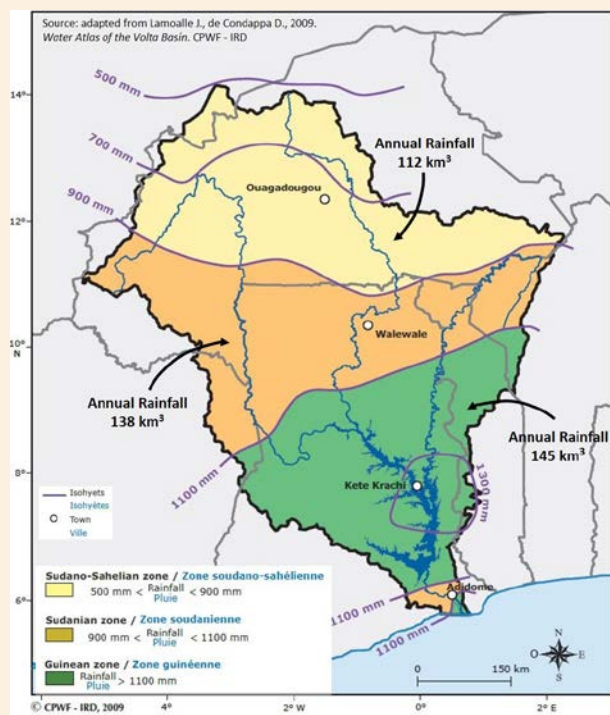 Source: adapted from Lamoalle J., de Condappa D., 2009.
Water Atlas of the Volta Basin. CPWF - IRD
500 mm
14°
700 mm
Annual Rainfall
112 km³
Ouagadougou
900 mm
12°
Walewale
10°
N
Annual Rainfall
138 km³
Annual Rainfall
145 km³
1100 mm
8°
Kete Krachi
1300 mm
Isohyets
Isohyètes
Town
Ville
Sudano-Sahelian zone / Zone soudano-sahélienne
500 mm < Rainfall < 900 mm
Pluie
Adidome
6°
1100 mm
1100 mm
Sudanian zone / Zone soudanienne
900 mm < Rainfall < 1100 mm
Pluie
Guinean zone / Zone guinéenne
Rainfall > 1100 mm
Pluie
N
O E
S
0 150 km
© CPWF - IRD, 2009
4° 2° W 0° 2° E